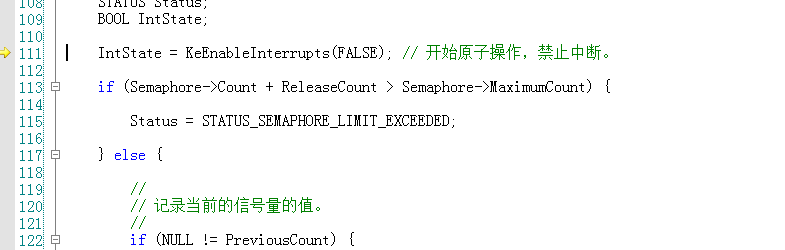 108 STATUS Status;
109 BOOL IntState;
110
111 IntState = KeEnableInterrupts(FALSE); // 开始原子操作，禁止中断。
112
113 if (Semaphore->Count + ReleaseCount > Semaphore->MaximumCount) {
114
115 Status = STATUS_SEMAPHORE_LIMIT_EXCEEDED;
116
117 } else {
118
119 //
120 // 记录当前的信号量的值。
121 //
122 if (NULL != PreviousCount) {